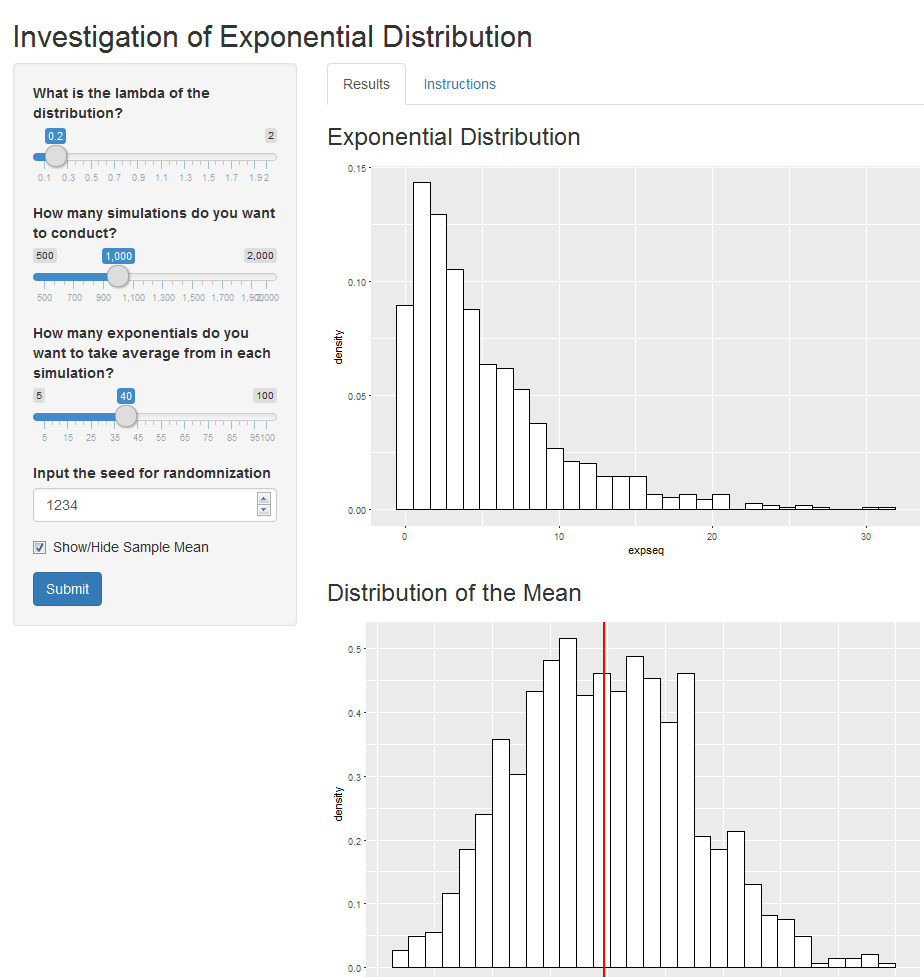 Investigation of Exponential Distribution
What is the lambda of the
distribution?
0.2 2
0.1 0.3 0.5 0.7 0.9 1.1 1.3 1.5 1.7 1.9 2
How many simulations do you want
to conduct?
500 1,000 2,000
500 700 900 1,100 1,300 1,500 1,700 1,900 2,000
How many exponentials do you
want to take average from in each
simulation?
5 40 100
5 15 25 35 45 55 65 75 85 95 100
Input the seed for randomnization
1234
Show/Hide Sample Mean
Submit
Results Instructions
Exponential Distribution
0.15
0.10
0.05
0.00
density
0 10 20 30
expseq
Distribution of the Mean
0.5
0.4
0.3
0.2
0.1
0.0
density